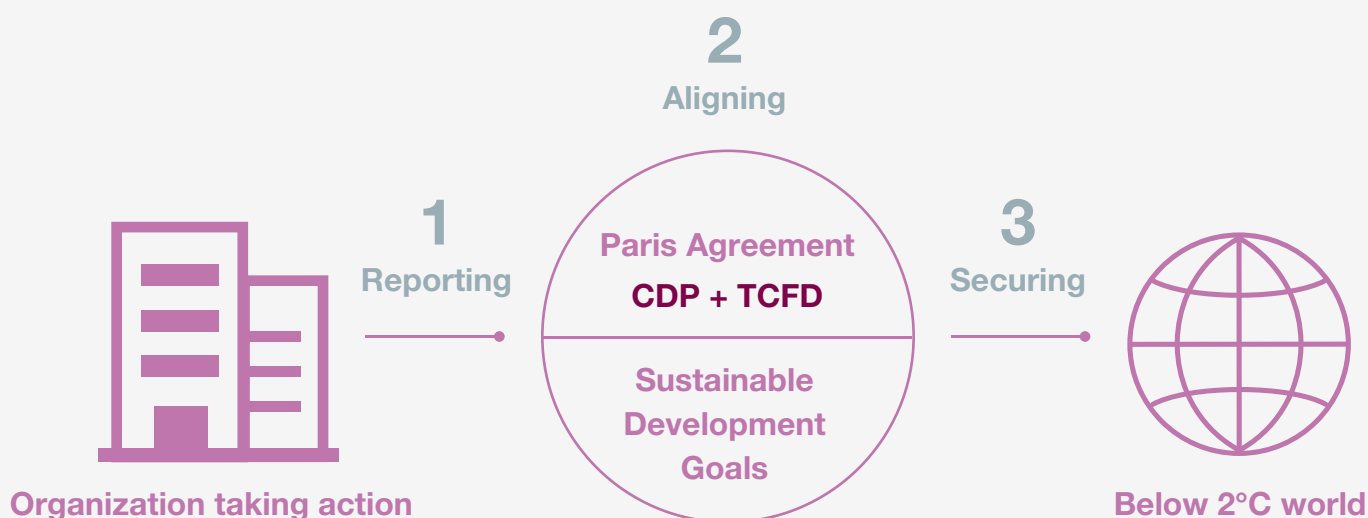 2
Aligning
1
Reporting
Paris Agreement
CDP + TCFD
Sustainable
Development
Goals
3
Securing
Organization taking action
Below 2°C world